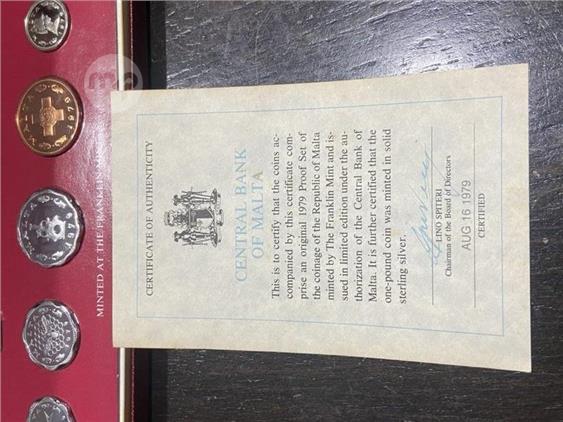 MINTED AT THE FRANKLIN
CERTIFICATE OF AUTHENTICITY
CENTRAL BANK
OF MALTA
This is to certify that the coins ac-
companied by this certificate com-
prise an original 1979 Proof Set of
the coinage of the Republic of Malta
minted by The Franklin Mint and is-
sued in limited edition under the au-
thorization of the Central Bank of
Malta. It is further certified that the
one-pound coin was minted in solid
sterling silver.
LINO SPITERI
Chairman of the Board of Directors
AUG 16 1979
CERTIFIED
MALTA
1979
1979